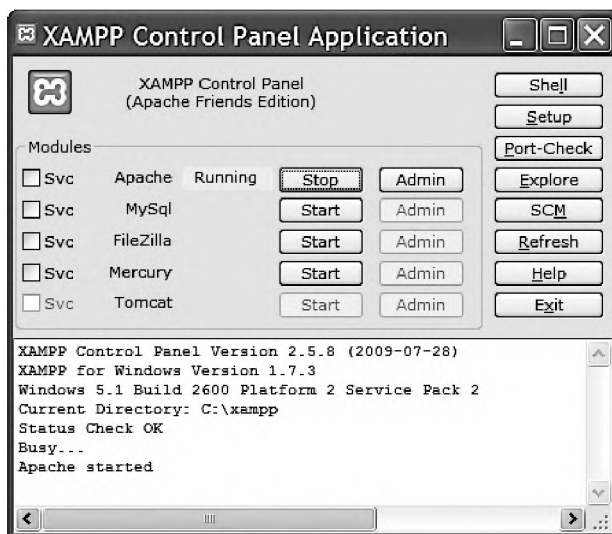 XAMPP Control Panel Application
XAMPP Control Panel
(Apache Friends Edition)
Shell
Setup
Port-Check
Explore
SCM
Refresh
Help
Exit
Modules
Svc Apache Running Stop Admin
Svc MySql Start Admin
Svc FileZilla Start Admin
Svc Mercury Start Admin
Svc Tomcat Start Admin
XAMPP Control Panel Version 2.5.8 (2009-07-28)
XAMPP for Windows Version 1.7.3
Windows 5.1 Build 2600 Platform 2 Service Pack 2
Current Directory: C:\xampp
Status Check OK
Busy...
Apache started